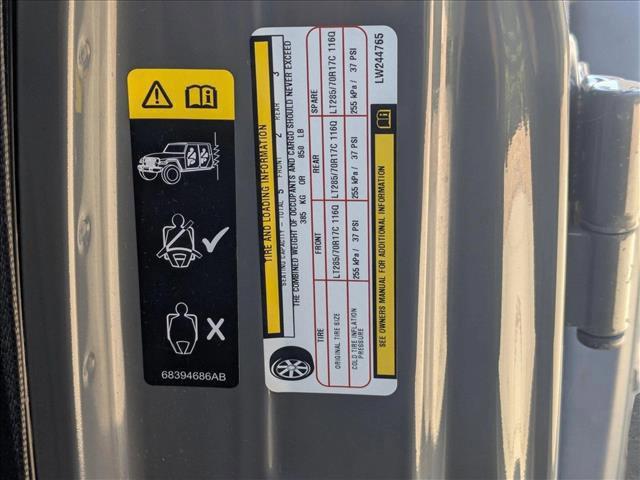 68394686AB
TIRE AND LOADING INFORMATION
SEATING CAPACITY - TOTAL 5 FRONT 2 REAR 3
THE COMBINED WEIGHT OF OCCUPANTS AND CARGO SHOULD NEVER EXCEED
385 KG OR 850 LB
TIRE FRONT REAR SPARE
ORIGINAL TIRE SIZE LT285/70R17C 116Q LT285/70R17C 116Q LT285/70R17C 116Q
COLD TIRE INFLATION PRESSURE 255 kPa / 37 PSI 255 kPa / 37 PSI 255 kPa / 37 PSI
SEE OWNERS MANUAL FOR ADDITIONAL INFORMATION
LW244765